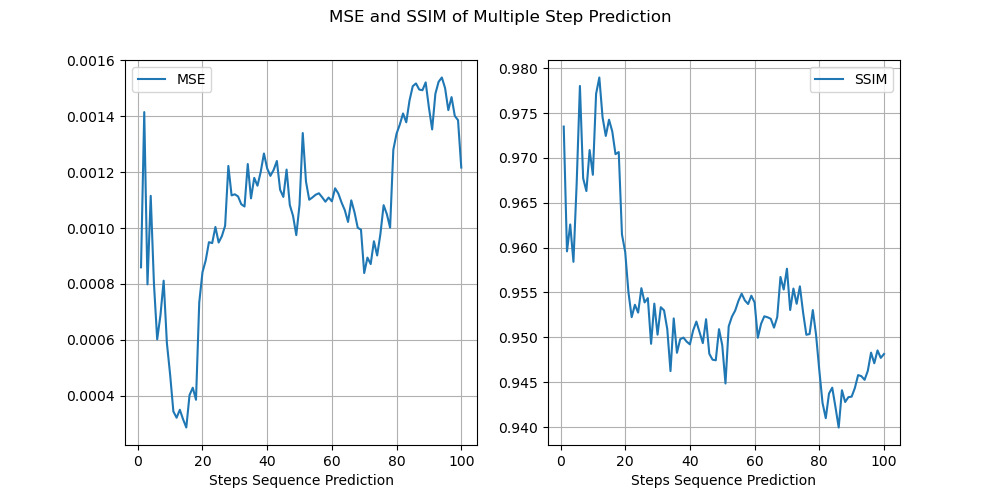 MSE and SSIM of Multiple Step Prediction
MSE
0.0016
0.0014
0.0012
0.0010
0.0008
0.0006
0.0004
0 20 40 60 80 100
Steps Sequence Prediction
SSIM
0.980
0.975
0.970
0.965
0.960
0.955
0.950
0.945
0.940
0 20 40 60 80 100
Steps Sequence Prediction